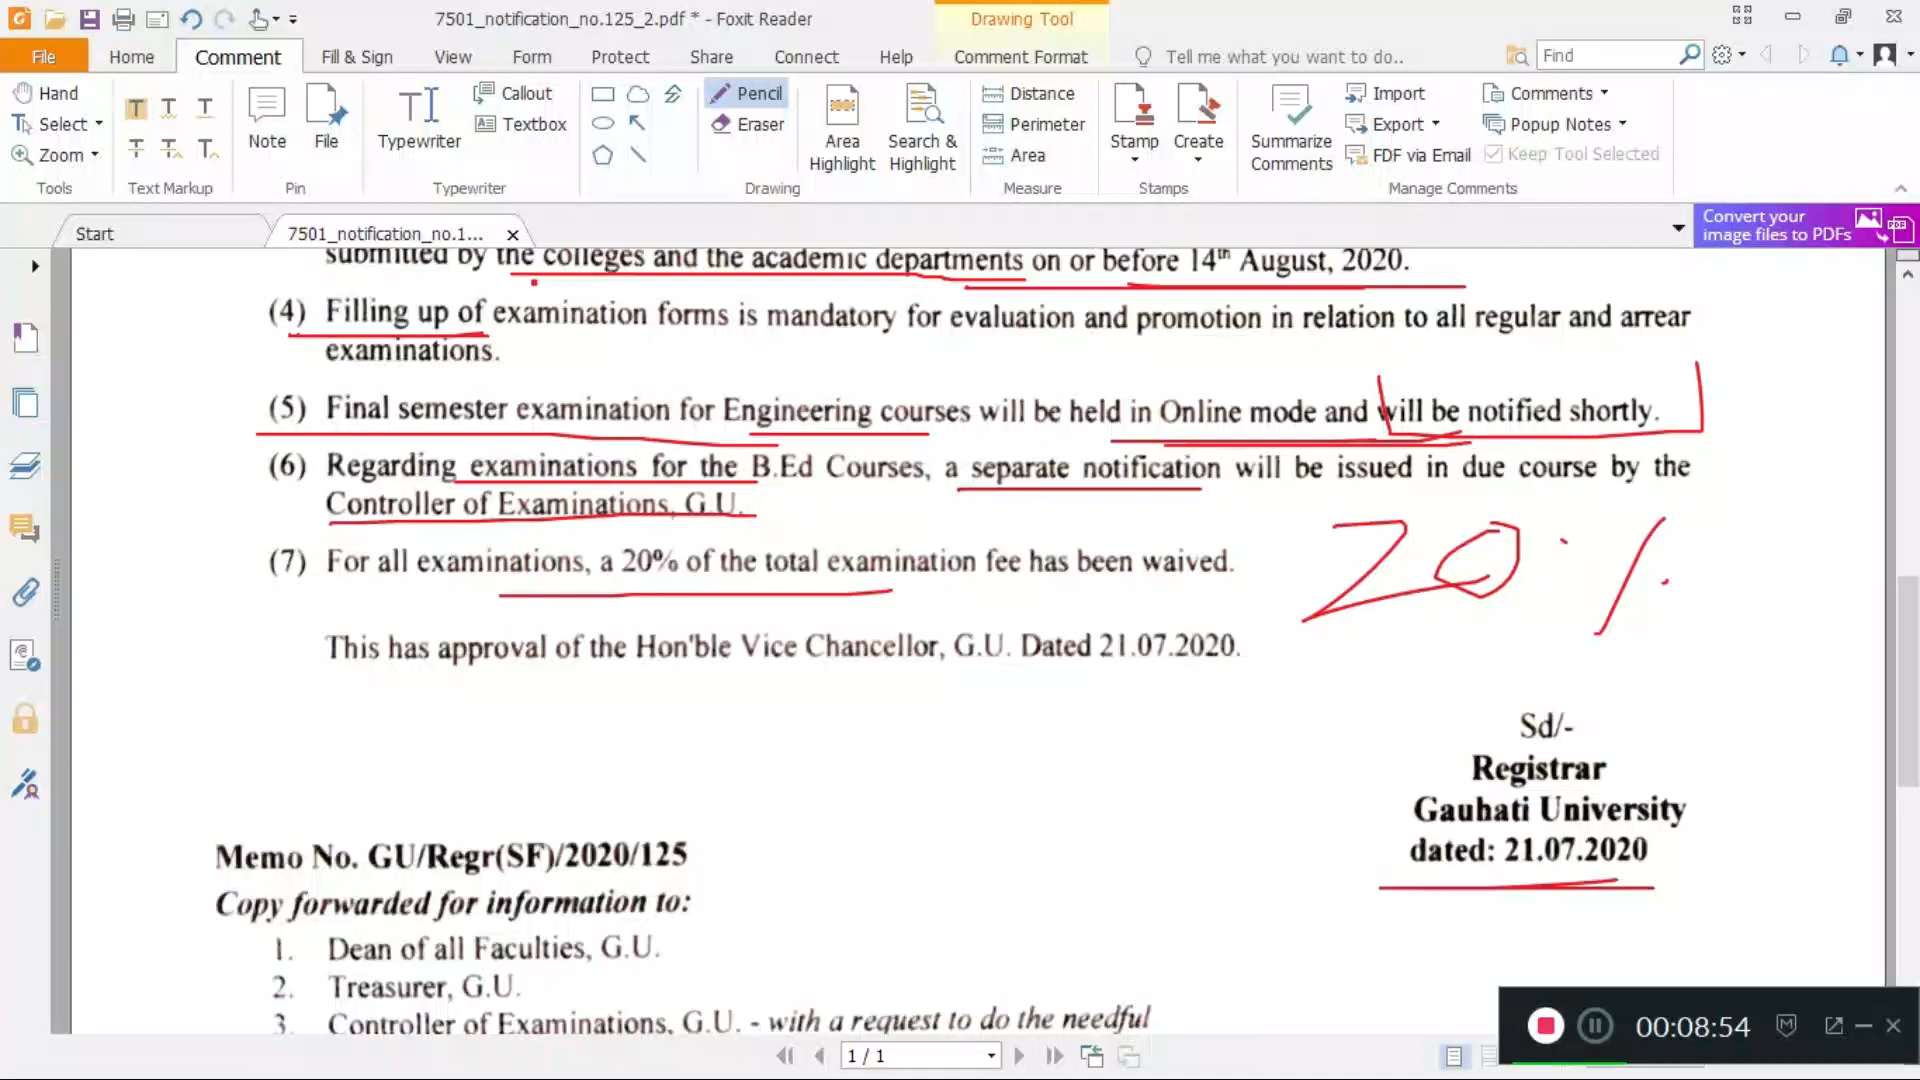 7501_notification_no.125_2.pdf * - Foxit Reader
Drawing Tool
File Home Comment Fill & Sign View Form Protect Share Connect Help Comment Format Tell me what you want to do.. Find
Hand
Select
Zoom
Tools
Text Markup
Note
File
Pin
Typewriter
Callout
Textbox
Typewriter
Pencil
Eraser
Drawing
Area Highlight
Search & Highlight
Distance
Perimeter
Area
Measure
Stamp
Create
Stamps
Summarize Comments
Import
Export
FDF via Email
Comments
Popup Notes
Keep Tool Selected
Manage Comments
Start
7501_notification_no.1...
Convert your
image files to PDFs
submitted by the colleges and the academic departments on or before 14th August, 2020.
(4) Filling up of examination forms is mandatory for evaluation and promotion in relation to all regular and arrear
examinations.
(5) Final semester examination for Engineering courses will be held in Online mode and will be notified shortly.
(6) Regarding examinations for the B.Ed Courses, a separate notification will be issued in due course by the
Controller of Examinations, G.U.
(7) For all examinations, a 20% of the total examination fee has been waived.
20%
This has approval of the Hon'ble Vice Chancellor, G.U. Dated 21.07.2020.
Sd/-
Registrar
Gauhati University
dated: 21.07.2020
Memo No. GU/Regr(SF)/2020/125
Copy forwarded for information to:
1. Dean of all Faculties, G.U.
2. Treasurer, G.U.
3. Controller of Examinations, G.U. - with a request to do the needful
1 / 1
00:08:54